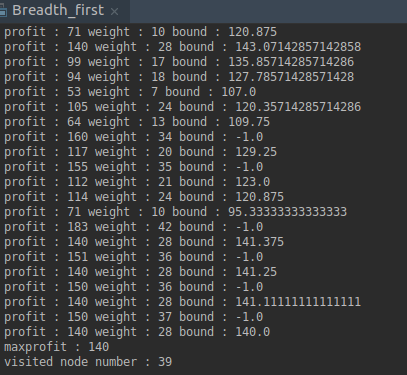 Breadth_first ×
profit : 71 weight : 10 bound : 120.875
profit : 140 weight : 28 bound : 143.07142857142858
profit : 99 weight : 17 bound : 135.85714285714286
profit : 94 weight : 18 bound : 127.78571428571428
profit : 53 weight : 7 bound : 107.0
profit : 105 weight : 24 bound : 120.35714285714286
profit : 64 weight : 13 bound : 109.75
profit : 160 weight : 34 bound : -1.0
profit : 117 weight : 20 bound : 129.25
profit : 155 weight : 35 bound : -1.0
profit : 112 weight : 21 bound : 123.0
profit : 114 weight : 24 bound : 120.875
profit : 71 weight : 10 bound : 95.33333333333333
profit : 183 weight : 42 bound : -1.0
profit : 140 weight : 28 bound : 141.375
profit : 151 weight : 36 bound : -1.0
profit : 140 weight : 28 bound : 141.25
profit : 150 weight : 36 bound : -1.0
profit : 140 weight : 28 bound : 141.11111111111111
profit : 150 weight : 37 bound : -1.0
profit : 140 weight : 28 bound : 140.0
maxprofit : 140
visited node number : 39